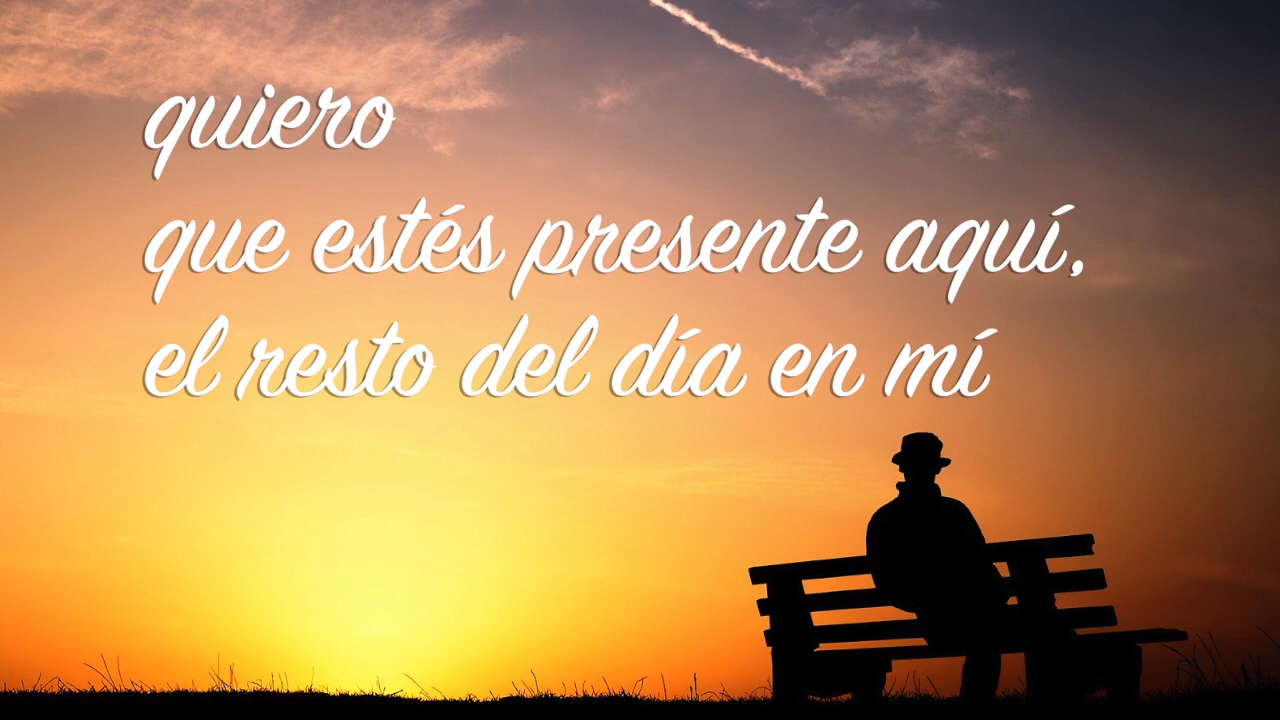 quiero
que estés presente aquí,
el resto del día en mí